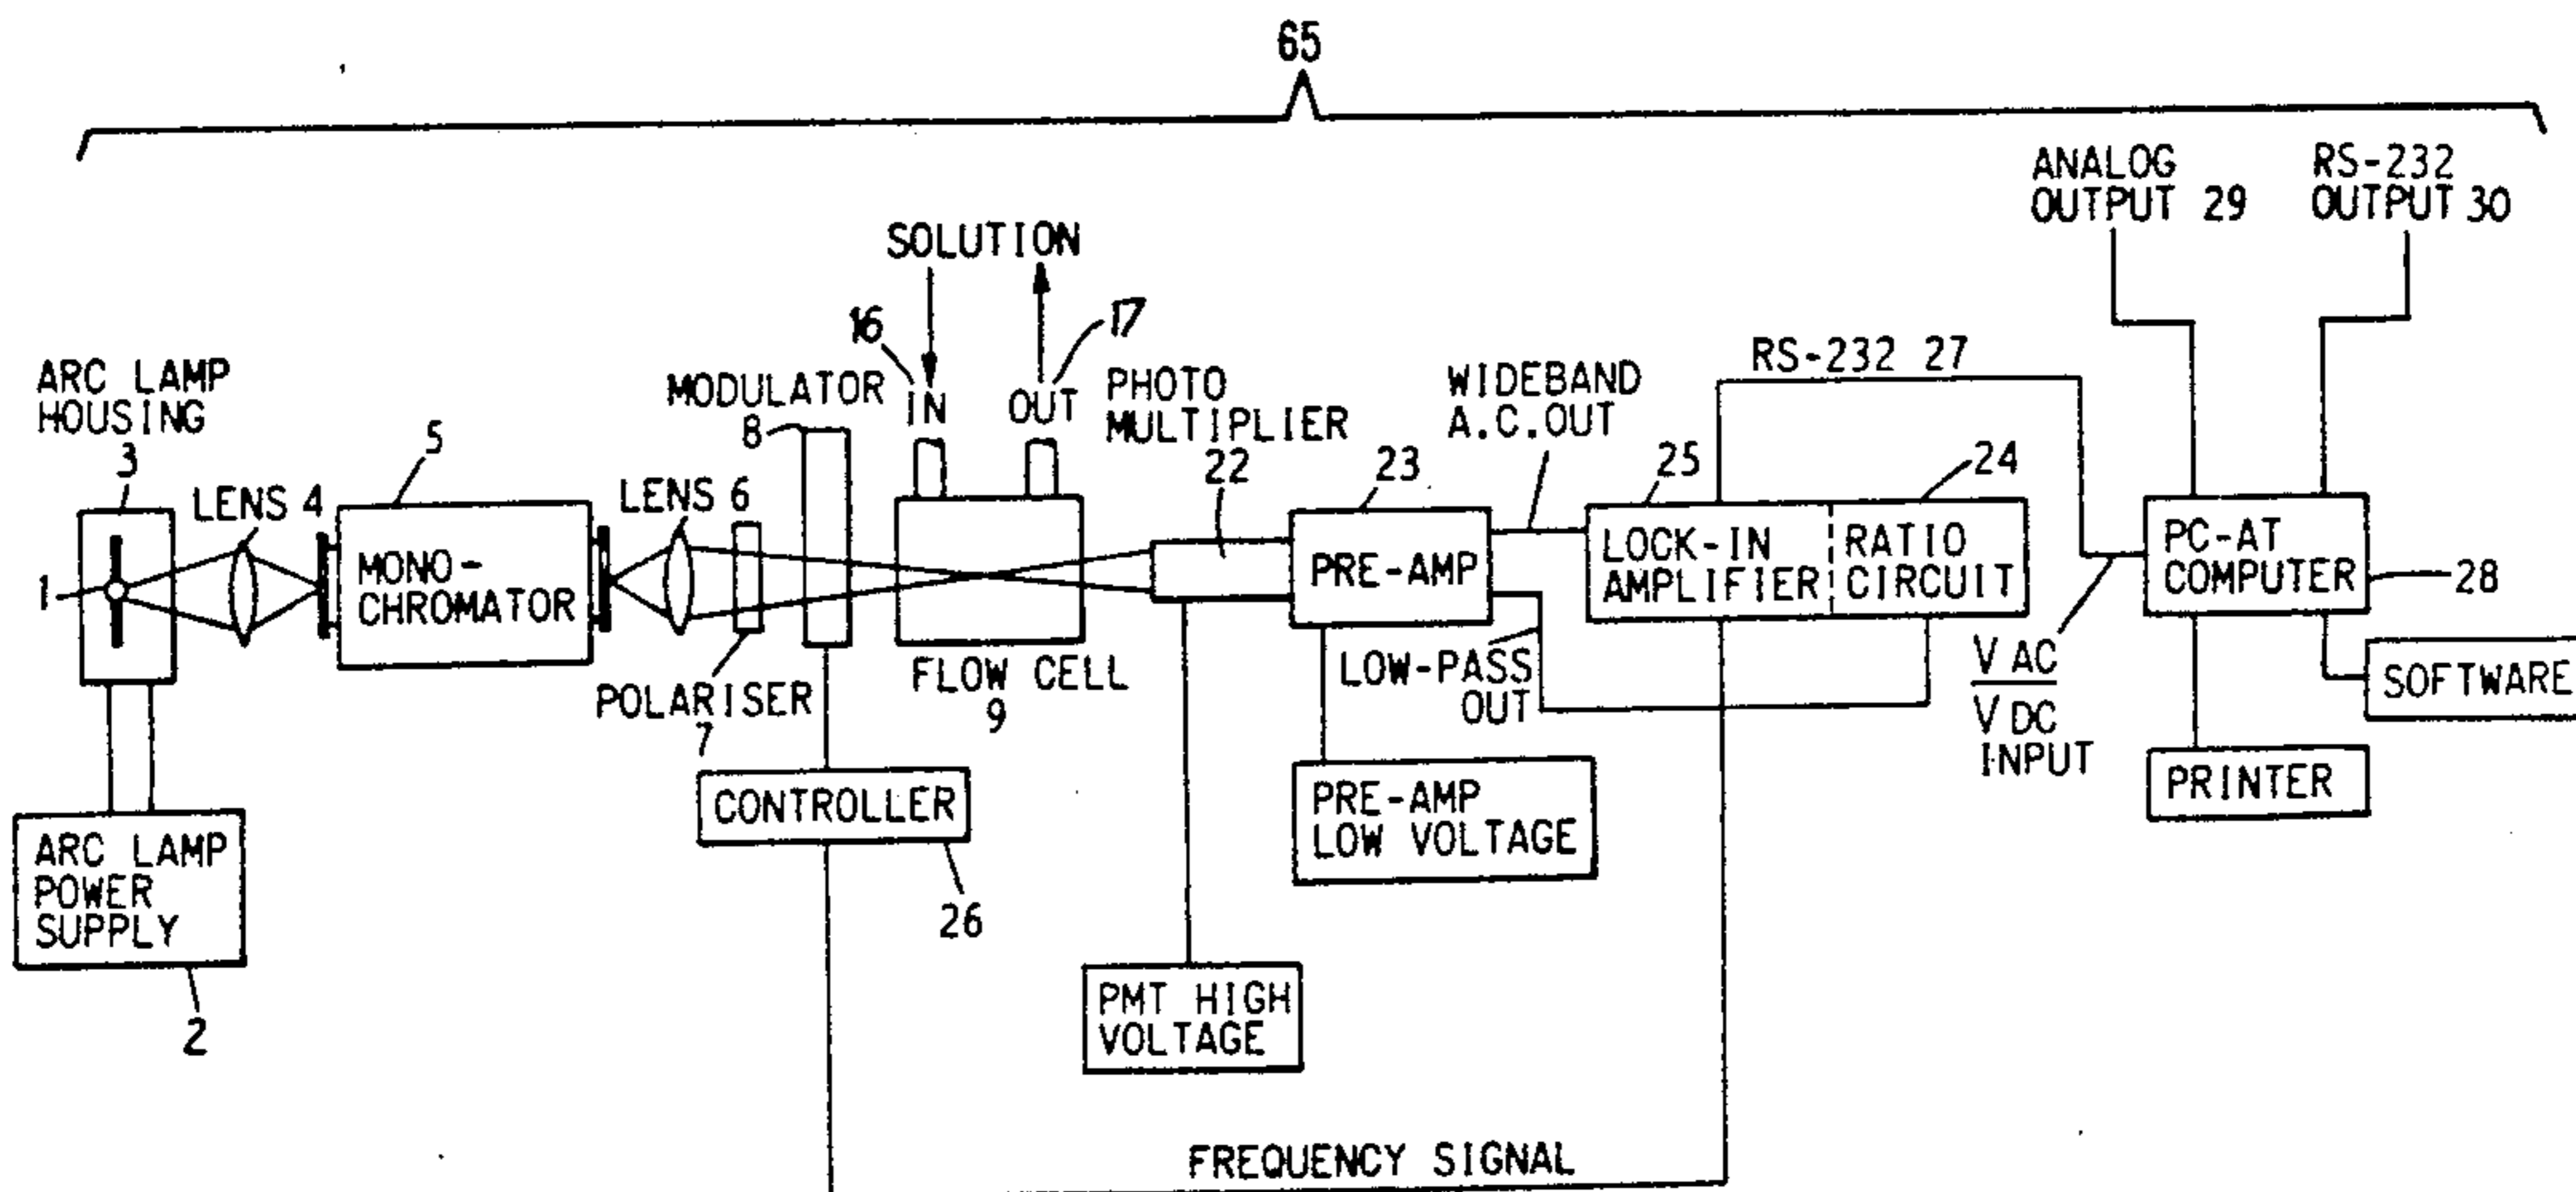 65
ANALOG
OUTPUT 29
RS-232
OUTPUT 30
SOLUTION
16
17
IN
OUT
ARC LAMP
HOUSING
3
LENS 4
5
MONO-
CHROMATOR
LENS 6
MODULATOR
8
PHOTO
MULTIPLIER
22
23
PRE-AMP
WIDEBAND
A.C.OUT
RS-232 27
25
24
LOCK-IN
AMPLIFIER
RATIO
CIRCUIT
PC-AT
COMPUTER
28
1
POLARISER
7
FLOW CELL
9
LOW-PASS
OUT
V AC
V DC
INPUT
SOFTWARE
PRINTER
CONTROLLER
26
PRE-AMP
LOW VOLTAGE
ARC LAMP
POWER
SUPPLY
2
PMT HIGH
VOLTAGE
FREQUENCY SIGNAL